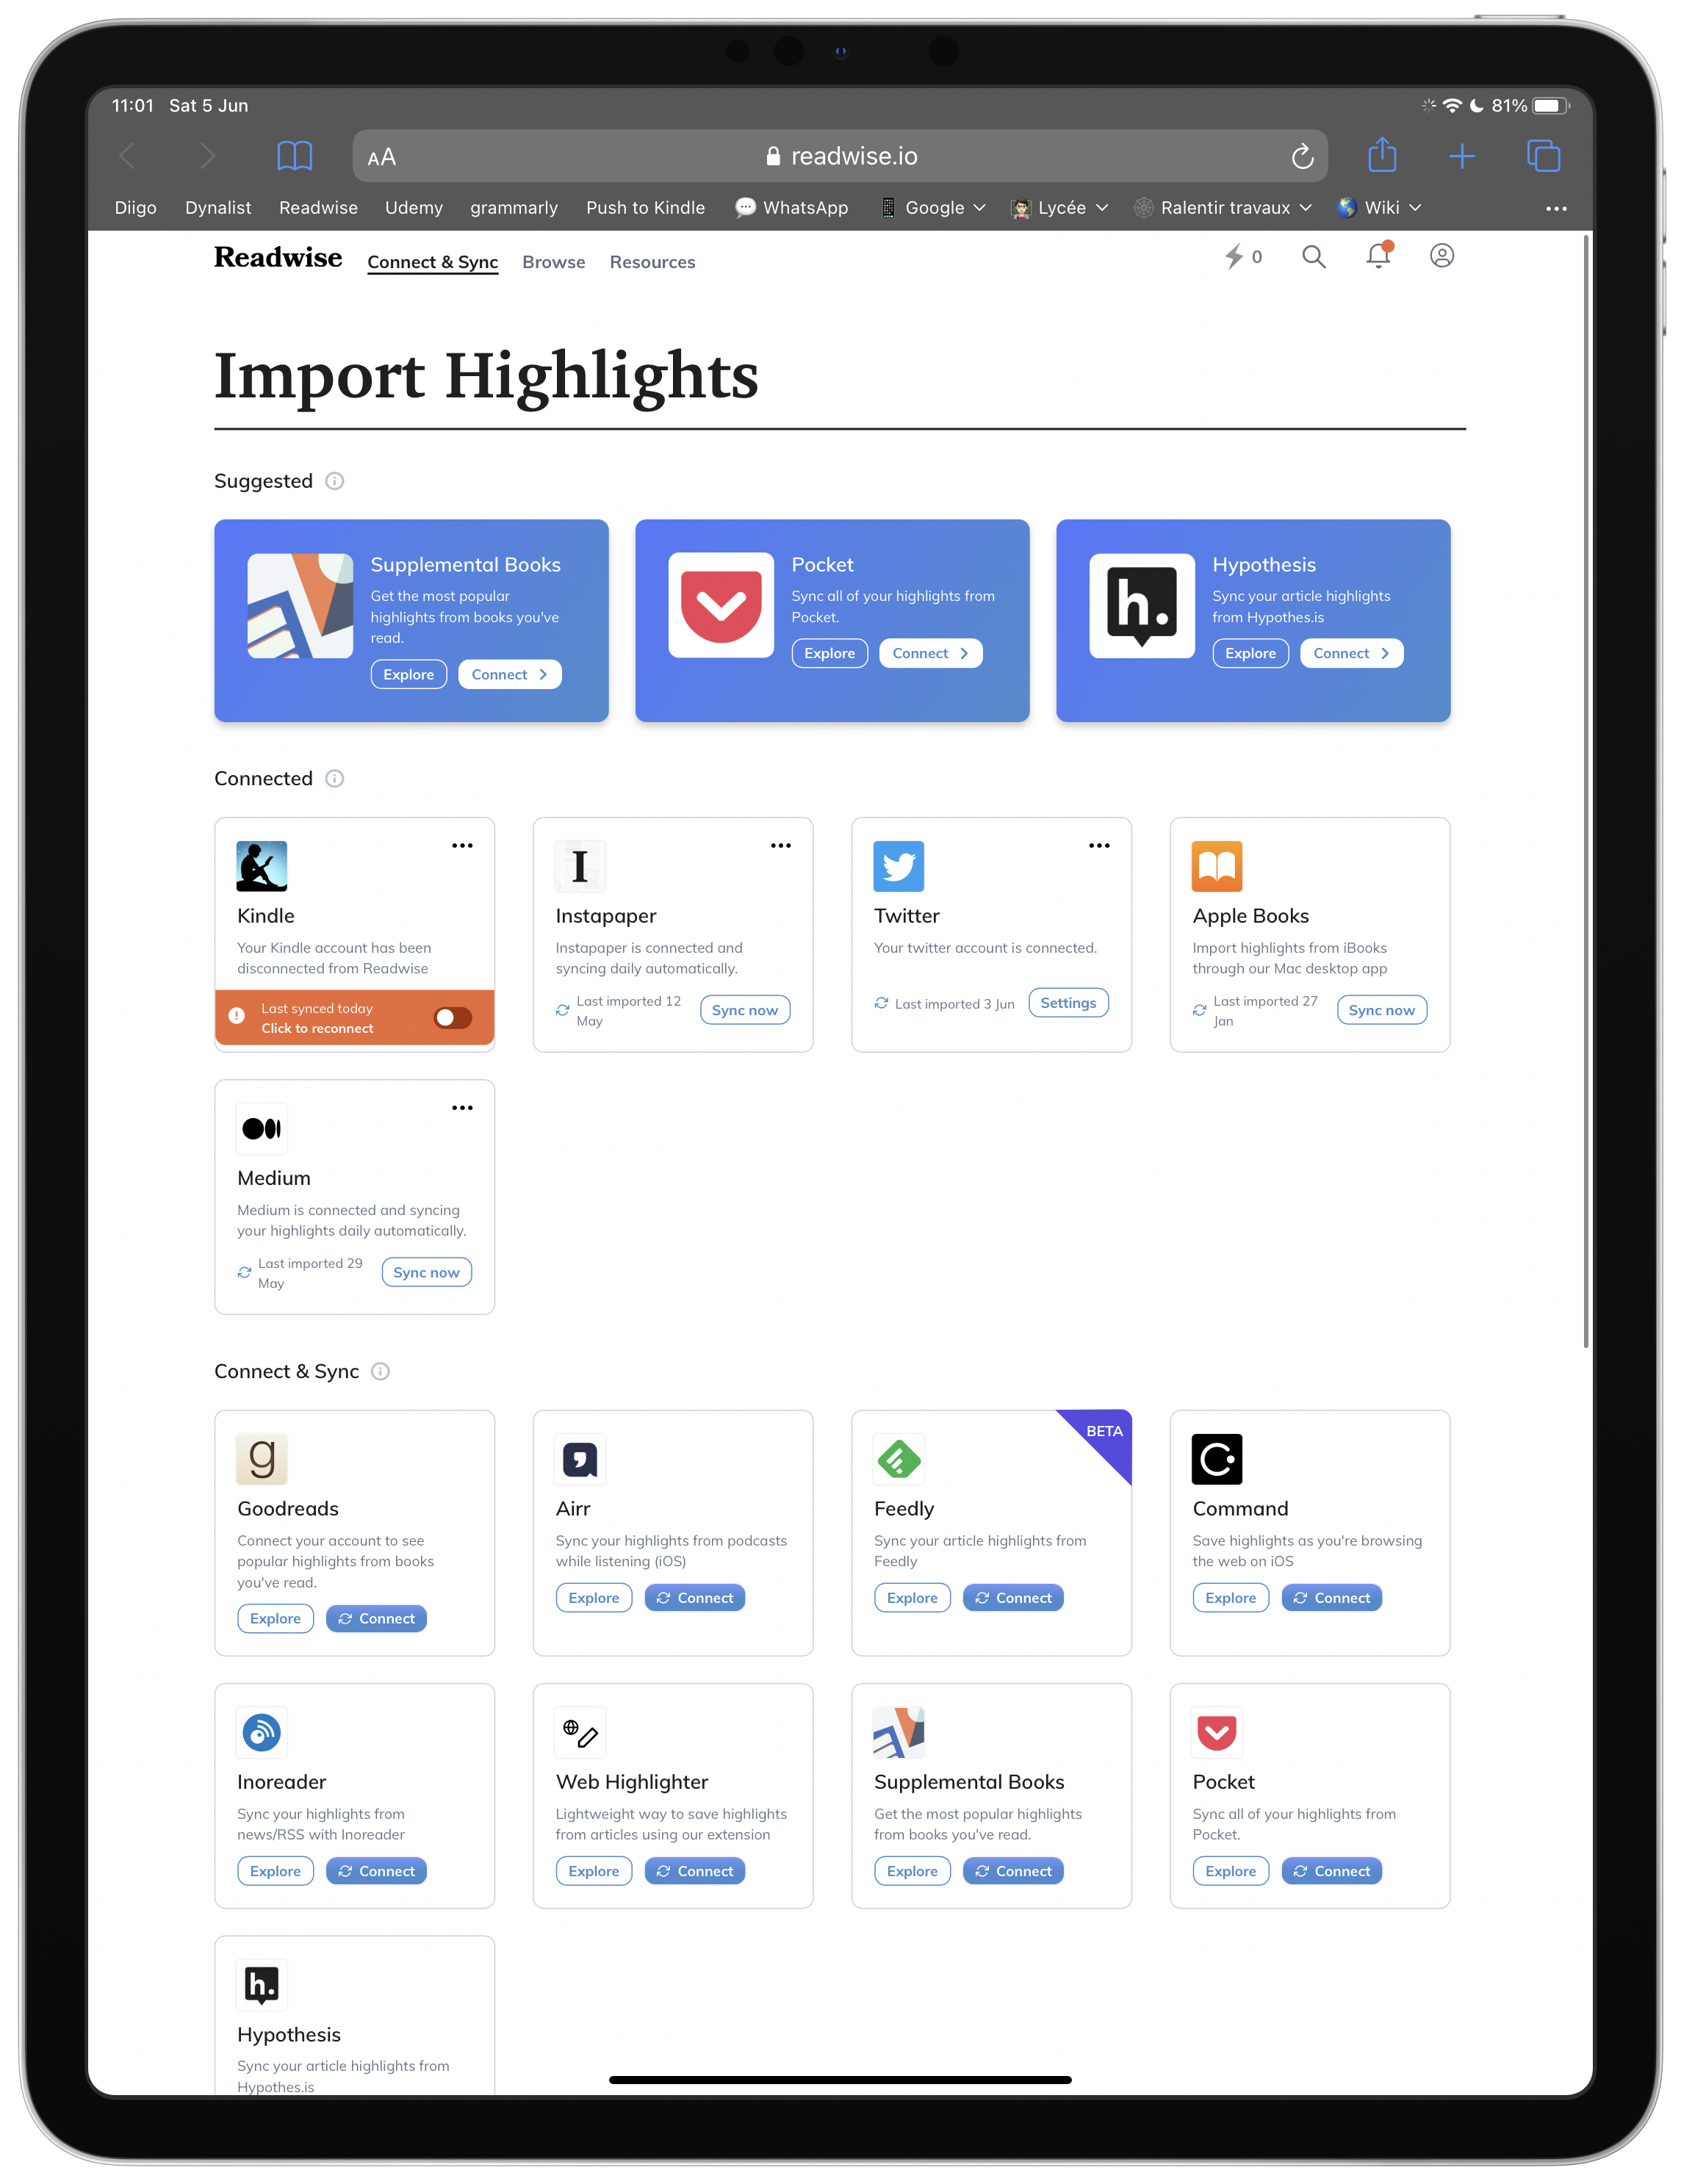 11:01 Sat 5 Jun
81%
AA
readwise.io
Diigo Dynalist Readwise Udemy grammarly Push to Kindle WhatsApp Google Lycée Ralentir travaux Wiki
Readwise Connect & Sync Browse Resources
0
Import Highlights
Suggested
Supplemental Books
Get the most popular
highlights from books you've
read.
Explore Connect
Pocket
Sync all of your highlights from
Pocket.
Explore Connect
h.
Hypothesis
Sync your article highlights
from Hypothes.is
Explore Connect
Connected
Kindle
Your Kindle account has been
disconnected from Readwise
Last synced today
Click to reconnect
I
Instapaper
Instapaper is connected and
syncing daily automatically.
Last imported 12
May
Sync now
Twitter
Your twitter account is connected.
Last imported 3 Jun
Settings
Apple Books
Import highlights from iBooks
through our Mac desktop app
Last imported 27
Jan
Sync now
Medium
Medium is connected and syncing
your highlights daily automatically.
Last imported 29
May
Sync now
Connect & Sync
g
Goodreads
Connect your account to see
popular highlights from books
you've read.
Explore Connect
Airr
Sync your highlights from podcasts
while listening (iOS)
Explore Connect
BETA
Feedly
Sync your article highlights from
Feedly
Explore Connect
Command
Save highlights as you're browsing
the web on iOS
Explore Connect
Inoreader
Sync your highlights from
news/RSS with Inoreader
Explore Connect
Web Highlighter
Lightweight way to save highlights
from articles using our extension
Explore Connect
Supplemental Books
Get the most popular highlights
from books you've read.
Explore Connect
Pocket
Sync all of your highlights from
Pocket.
Explore Connect
h.
Hypothesis
Sync your article highlights from
Hypothes.is